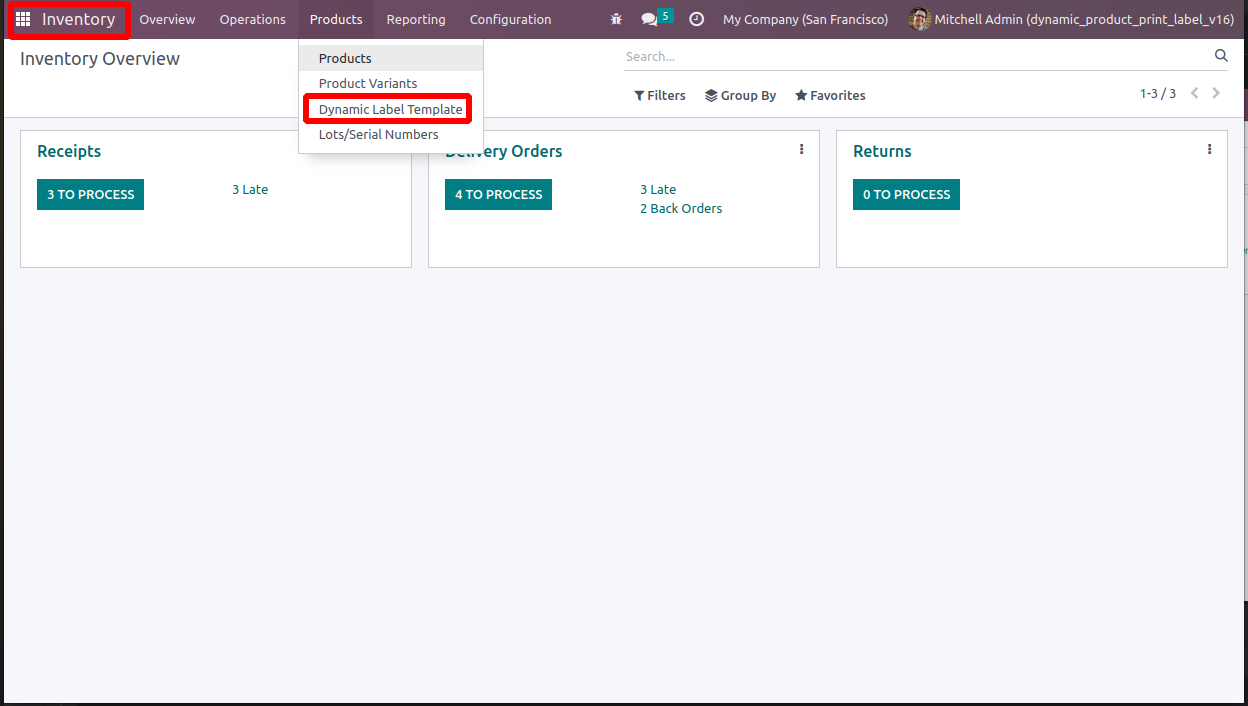 Inventory Overview Operations Products Reporting Configuration 5 My Company (San Francisco) Mitchell Admin (dynamic_product_print_label_v16)
Inventory Overview
Search...
Products
Product Variants
Dynamic Label Template
Lots/Serial Numbers
Filters Group By Favorites 1-3 / 3
Receipts
3 TO PROCESS 3 Late
Delivery Orders
4 TO PROCESS 3 Late
2 Back Orders
Returns
0 TO PROCESS